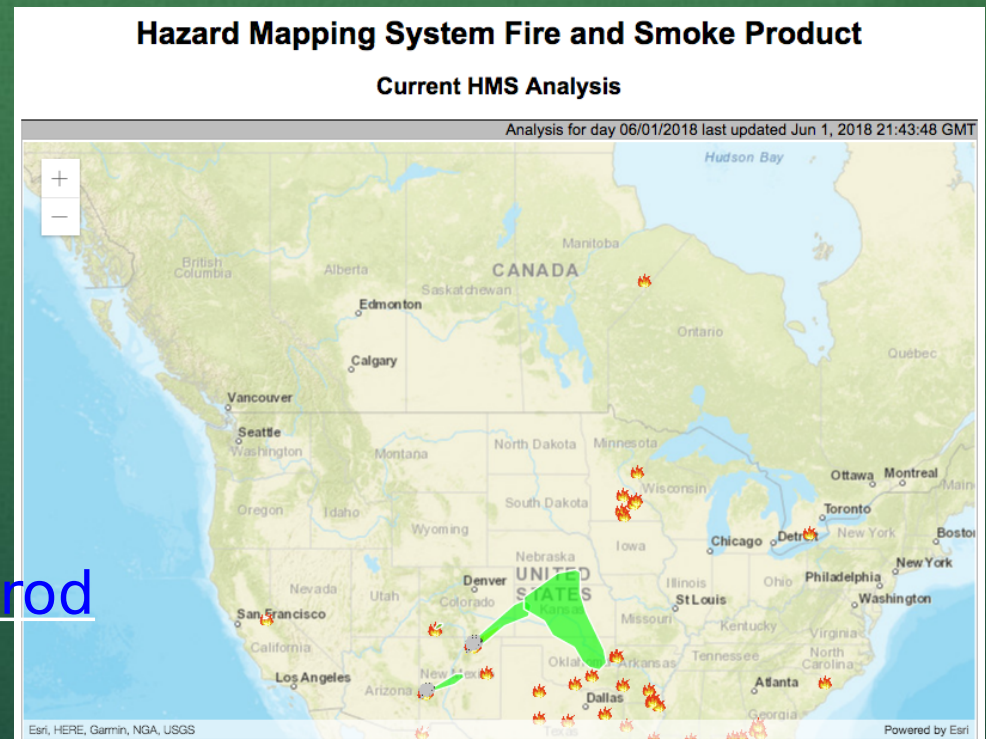 Hazard Mapping System Fire and Smoke Product
Current HMS Analysis
Analysis for day 06/01/2018 last updated Jun 1, 2018 21:43:48 GMT
+
−
Hudson Bay
British
Columbia
Alberta
Manitoba
CANADA
Saskatchewan
Edmonton
Ontario
Québec
Calgary
Vancouver
Seattle
Washington
Montana
North Dakota
Minnesota
Ottawa
Montreal
Maine
Wisconsin
Oregon
Idaho
South Dakota
Toronto
Wyoming
Iowa
Chicago
Detroit
New York
Boston
Nebraska
New York
rod
Nevada
Utah
Denver
Colorado
UNITED
STATES
Kansas
Illinois
Ohio
Philadelphia
St Louis
Washington
San Francisco
Missouri
Kentucky
Virginia
California
Los Angeles
Arizona
New Mexico
Oklahoma
Arkansas
Tennessee
North
Carolina
Atlanta
Dallas
Georgia
Texas
Esri, HERE, Garmin, NGA, USGS
Powered by Esri